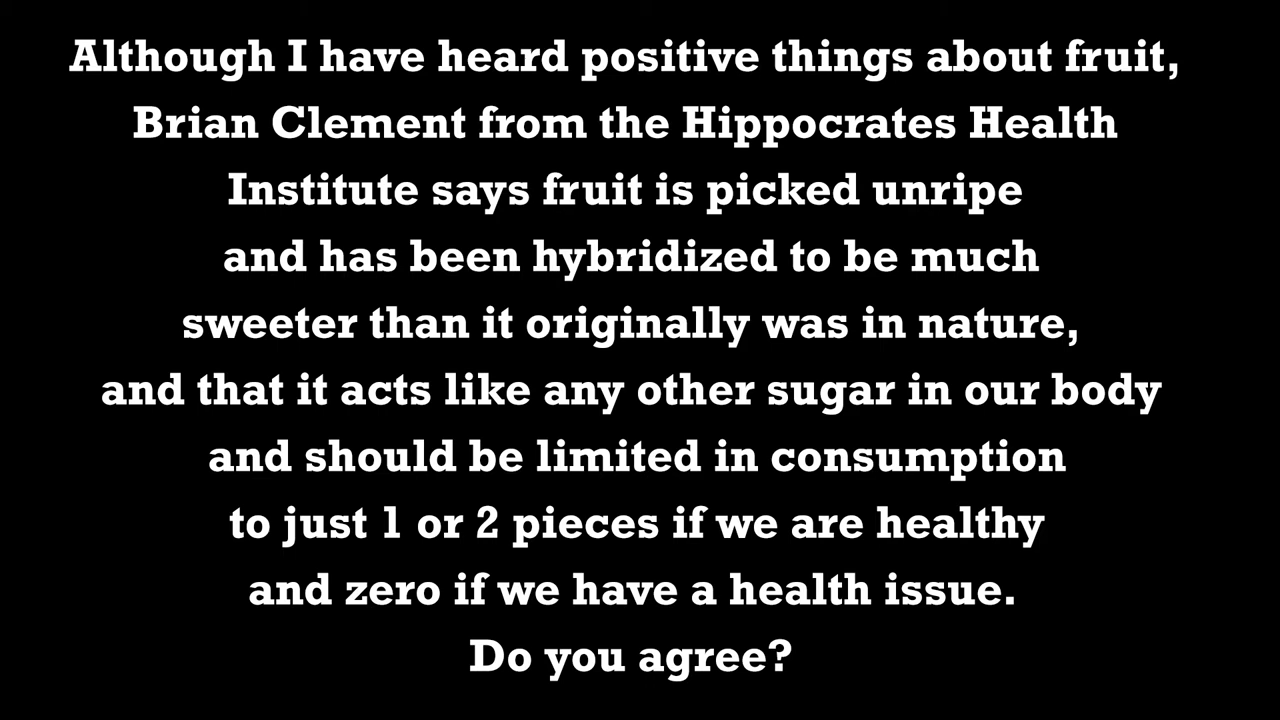 Although I have heard positive things about fruit,
Brian Clement from the Hippocrates Health
Institute says fruit is picked unripe
and has been hybridized to be much
sweeter than it originally was in nature,
and that it acts like any other sugar in our body
and should be limited in consumption
to just 1 or 2 pieces if we are healthy
and zero if we have a health issue.
Do you agree?